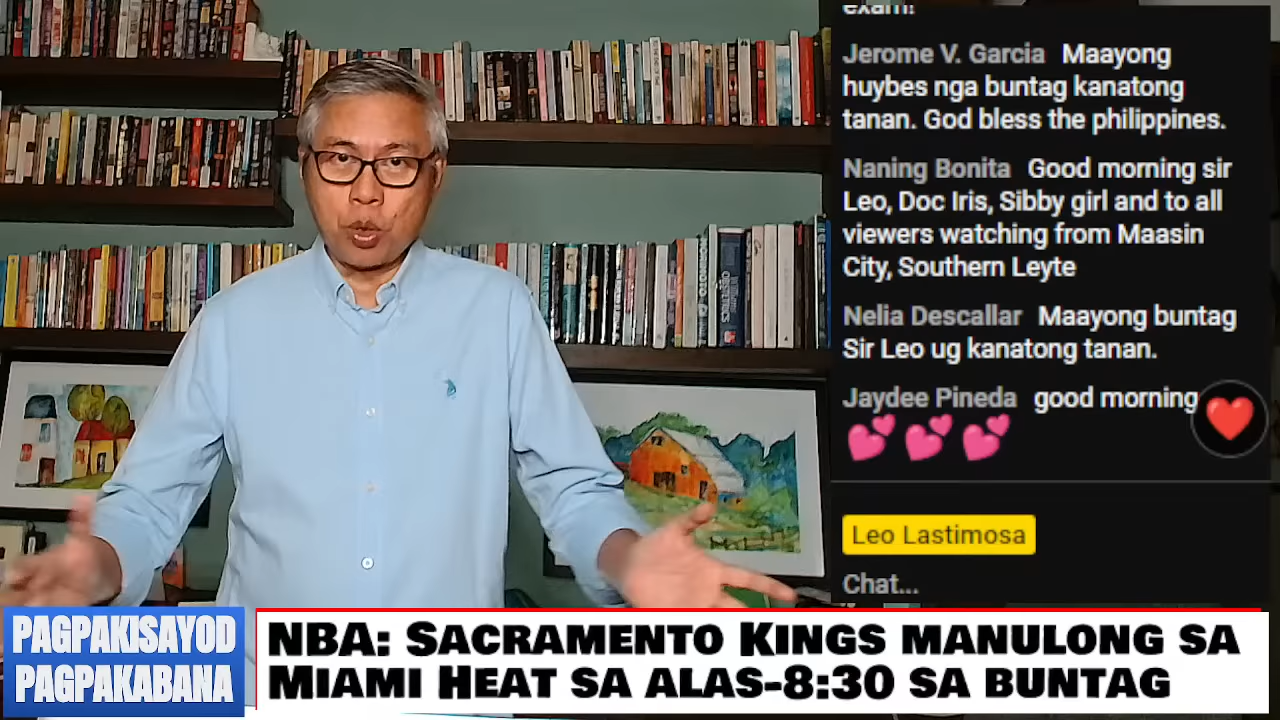 exam!
Jerome V. Garcia Maayong
huybes nga buntag kanatong
tanan. God bless the philippines.
Naning Bonita Good morning sir
Leo, Doc Iris, Sibby girl and to all
viewers watching from Maasin
City, Southern Leyte
Nelia Descallar Maayong buntag
Sir Leo ug kanatong tanan.
Jaydee Pineda good morning
💕💕💕
Leo Lastimosa
Chat...
PAGPAKISAYOD
PAGPAKABANA
NBA: SACRAMENTO KINGS MANULONG SA
MIAMI HEAT SA ALAS-8:30 SA BUNTAG